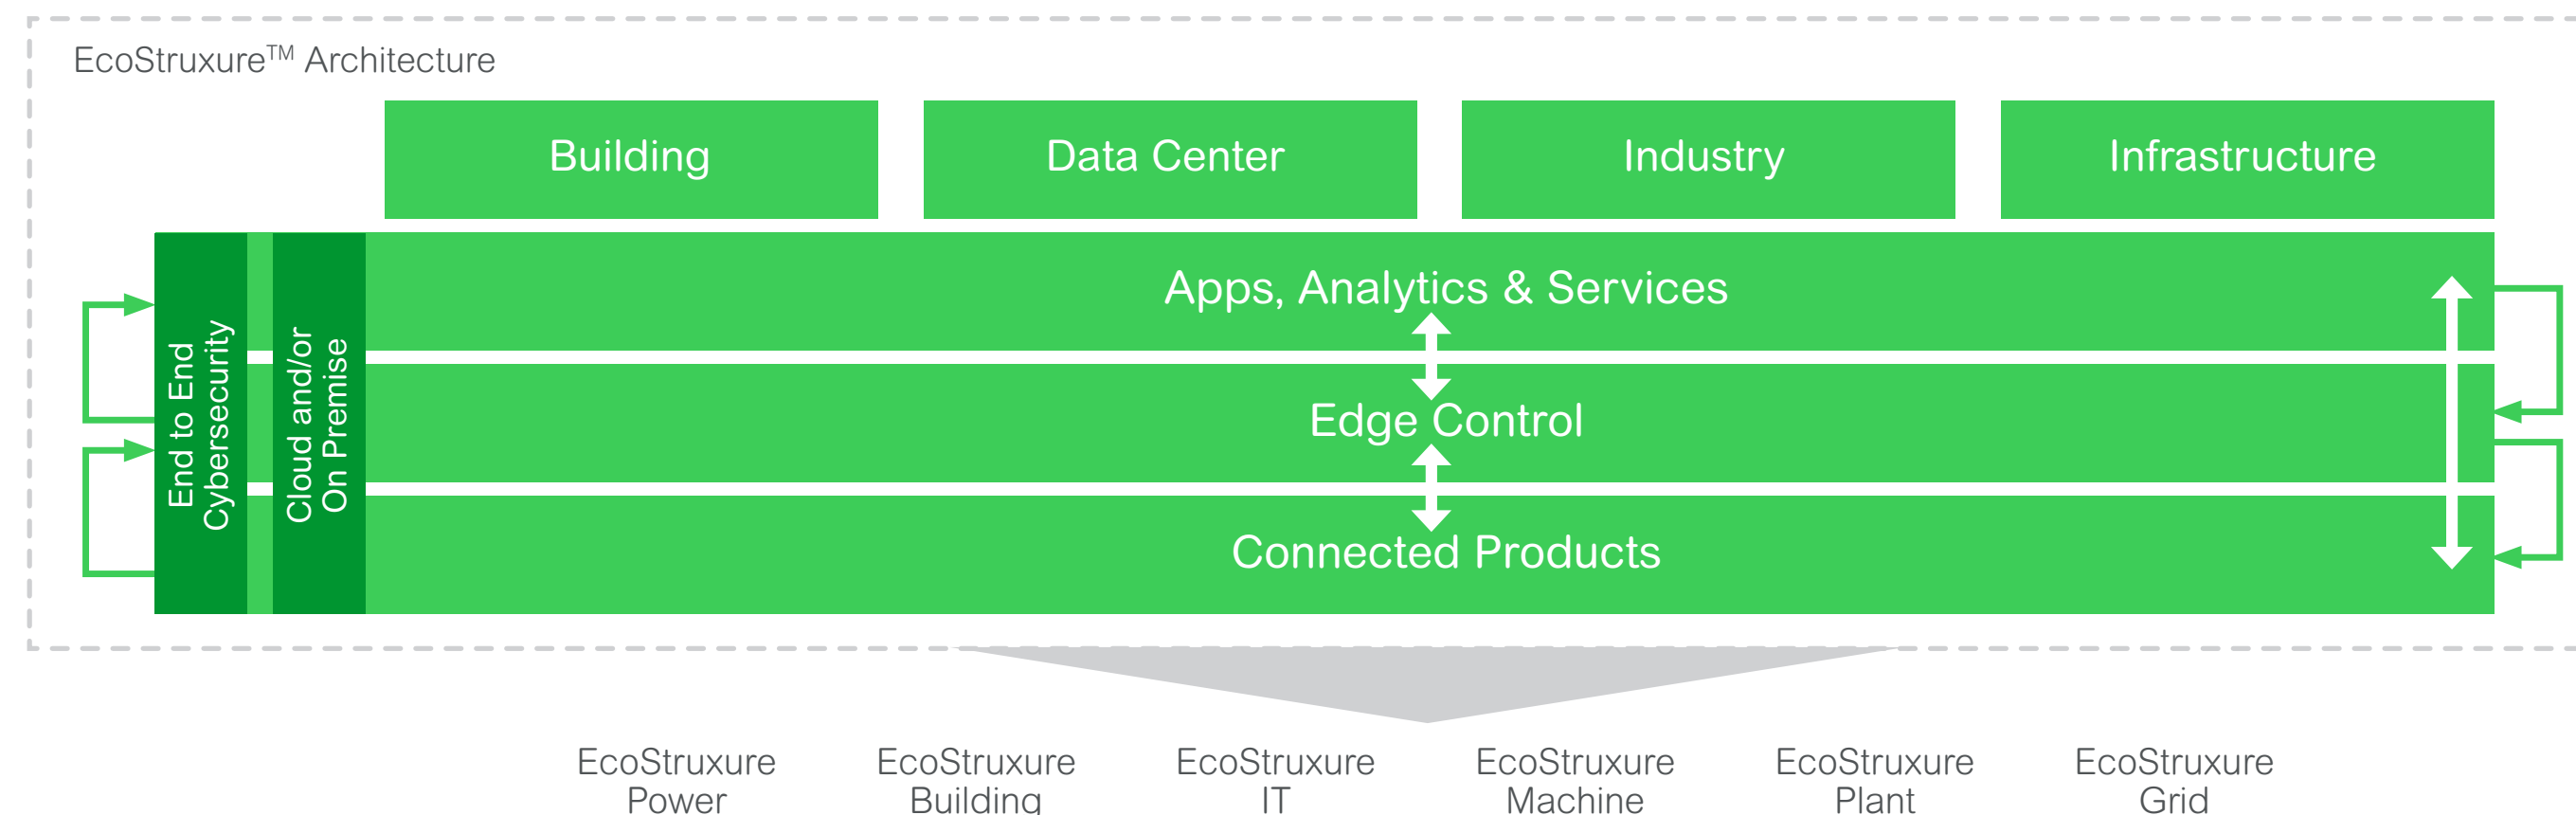 EcoStruxure™ Architecture
Building
Data Center
Industry
Infrastructure
End to End
Cybersecurity
Cloud and/or
On Premise
Apps, Analytics & Services
Edge Control
Connected Products
EcoStruxure
Power
EcoStruxure
Building
EcoStruxure
IT
EcoStruxure
Machine
EcoStruxure
Plant
EcoStruxure
Grid